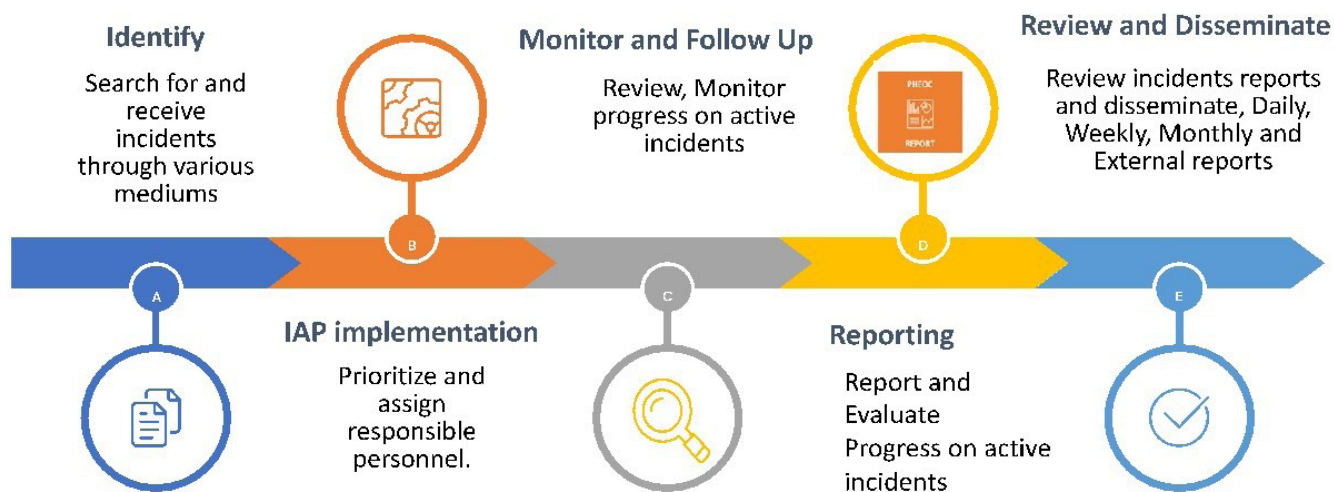 Identify
Search for and
receive
incidents
through various
mediums
A
B
IAP implementation
Prioritize and
assign
responsible
personnel.
Monitor and Follow Up
Review, Monitor
progress on active
incidents
C
PHEOC
REPORT
D
Reporting
Report and
Evaluate
Progress on active
incidents
Review and Disseminate
Review incidents reports
and disseminate, Daily,
Weekly, Monthly and
External reports
E